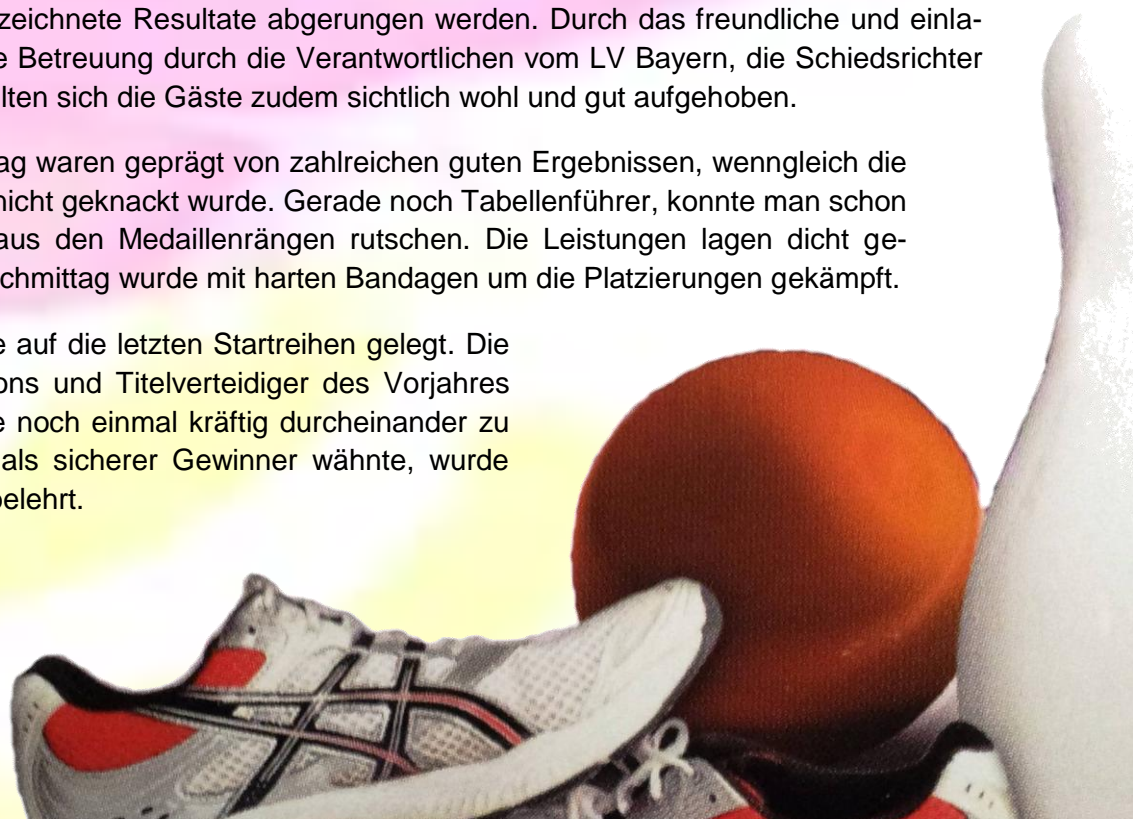 zeichnete Resultate abgerungen werden. Durch das freundliche und einla-
e Betreuung durch die Verantwortlichen vom LV Bayern, die Schiedsrichter
lten sich die Gäste zudem sichtlich wohl und gut aufgehoben.
ag waren geprägt von zahlreichen guten Ergebnissen, wenngleich die
nicht geknackt wurde. Gerade noch Tabellenführer, konnte man schon
aus den Medaillenrängen rutschen. Die Leistungen lagen dicht ge-
chmittag wurde mit harten Bandagen um die Platzierungen gekämpft.
e auf die letzten Startreihen gelegt. Die
ons und Titelverteidiger des Vorjahres
e noch einmal kräftig durcheinander zu
als sicherer Gewinner wähnte, wurde
belehrt.